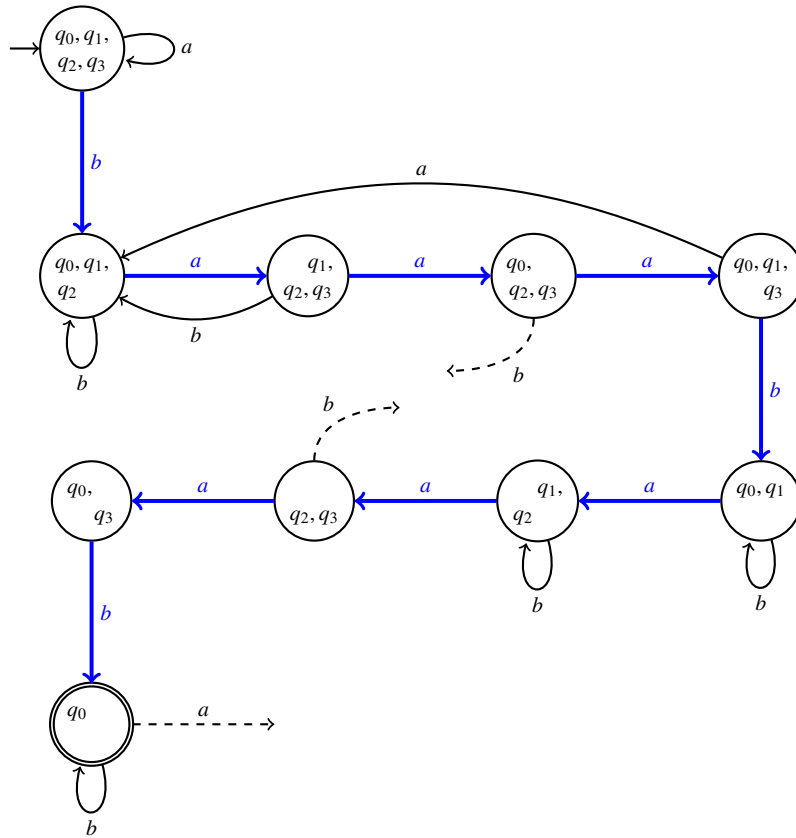 q₀, q₁,
q₂, q₃
a
b
a
q₀, q₁,
q₂
a
q₁,
q₂, q₃
a
q₀,
q₂, q₃
a
q₀, q₁,
q₃
b
b
b
b
b
q₀,
q₃
a
q₂, q₃
a
q₁,
q₂
a
q₀, q₁
b
b
b
q₀
a
b